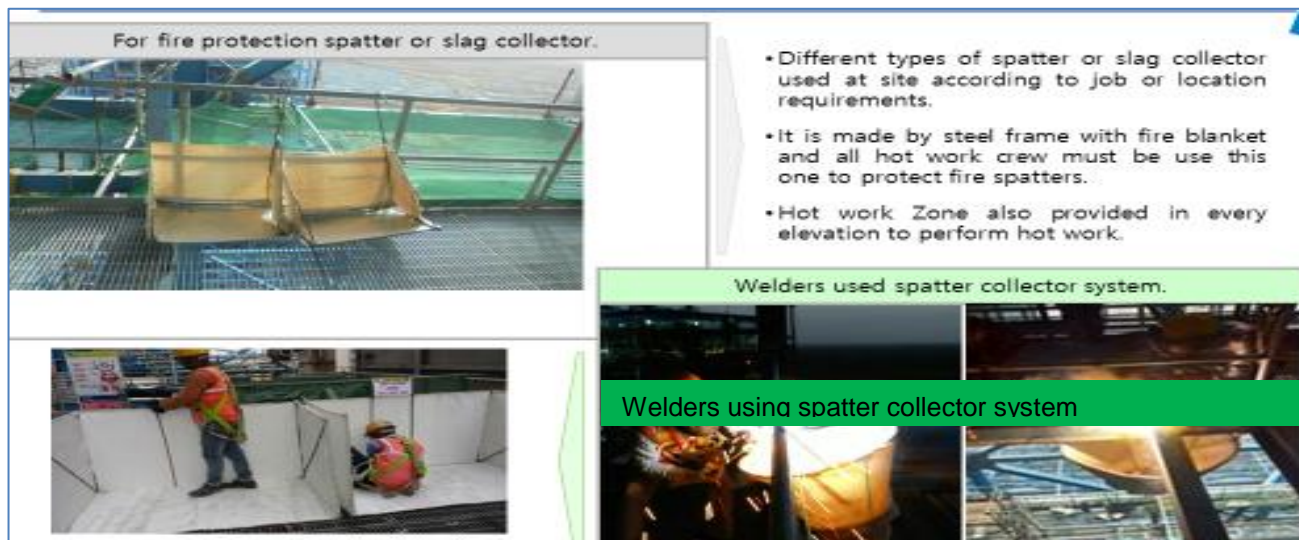 For fire protection spatter or slag collector.
• Different types of spatter or slag collector
used at site according to job or location
requirements.
• It is made by steel frame with fire blanket
and all hot work crew must be use this
one to protect fire spatters.
• Hot work Zone also provided in every
elevation to perform hot work.
Welders used spatter collector system.
Welders using spatter collector system